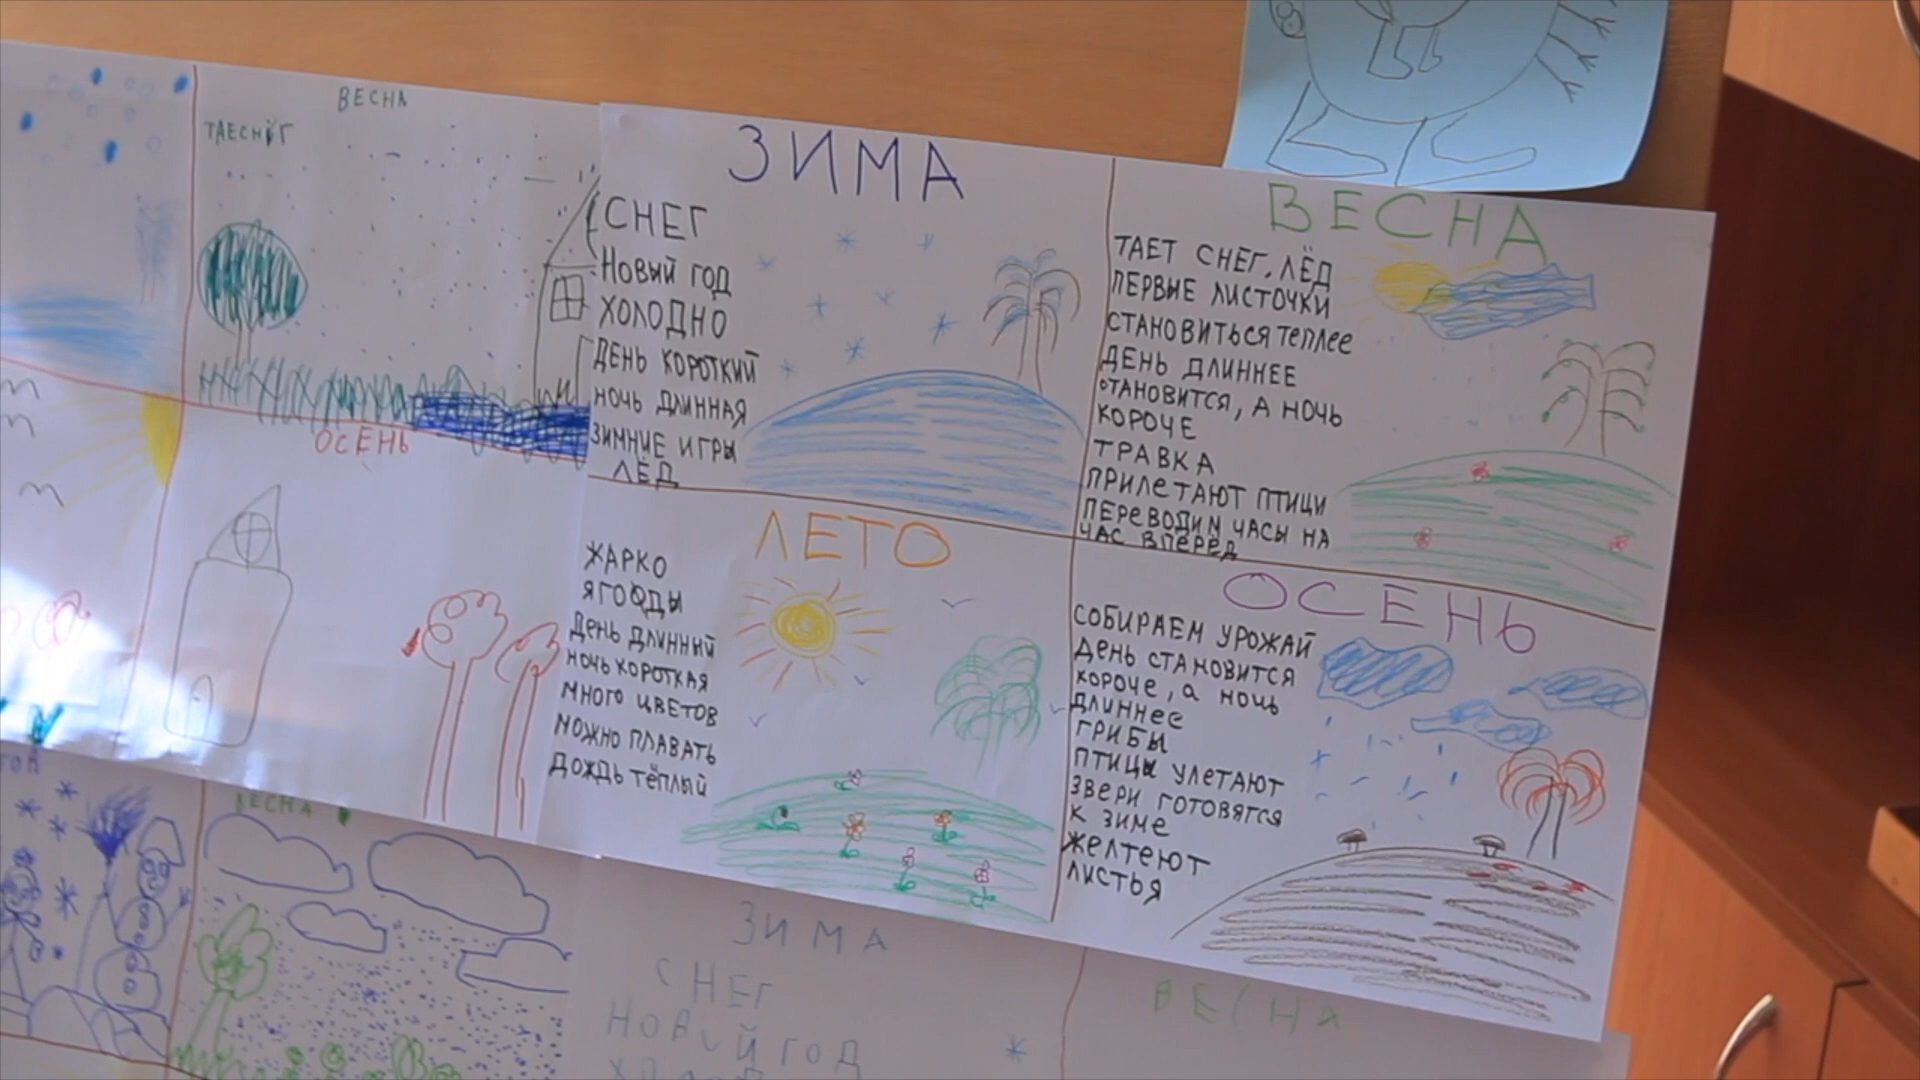 ВЕСНА
ТАЕСНѢГ
ОСЕНЬ
ЗИМА
СНЕГ
НОВЫЙ ГОД
ХОЛОДНО
ДЕНЬ КОРОТКИЙ
НОЧЬ ДЛИННАЯ
ЗИМНИЕ ИГРЫ
ЛЁД
ВЕСНА
ТАЕТ СНЕГ, ЛЁД
ПЕРВЫЕ ЛИСТОЧКИ
СТАНОВИТЬСЯ ТЕПЛЕЕ
ДЕНЬ ДЛИННЕЕ
СТАНОВИТСЯ, А НОЧЬ
КОРОЧЕ
ТРАВКА
ПРИЛЕТАЮТ ПТИЦИ
ПЕРЕВОДИМ ЧАСЫ НА
ЧАС ВПЕРЁД
ЛЕТО
ЖАРКО
ЯГОДЫ
ДЕНЬ ДЛИННЫЙ
НОЧЬ КОРОТКАЯ
МНОГО ЦВЕТОВ
МОЖНО ПЛАВАТЬ
ДОЖДЬ ТЁПЛЫЙ
ОСЕНЬ
СОБИРАЕМ УРОЖАЙ
ДЕНЬ СТАНОВИТСЯ
КОРОЧЕ, А НОЧЬ
ДЛИННЕЕ
ГРИБЫ
ПТИЦЫ УЛЕТАЮТ
ЗВЕРИ ГОТОВЯТСЯ
К ЗИМЕ
ЖЕЛТЕЮТ
ЛИСТЬЯ
ВЕСНА
ЗИМА
СНЕГ
НОВЫЙ ГОД
ВЕСНА